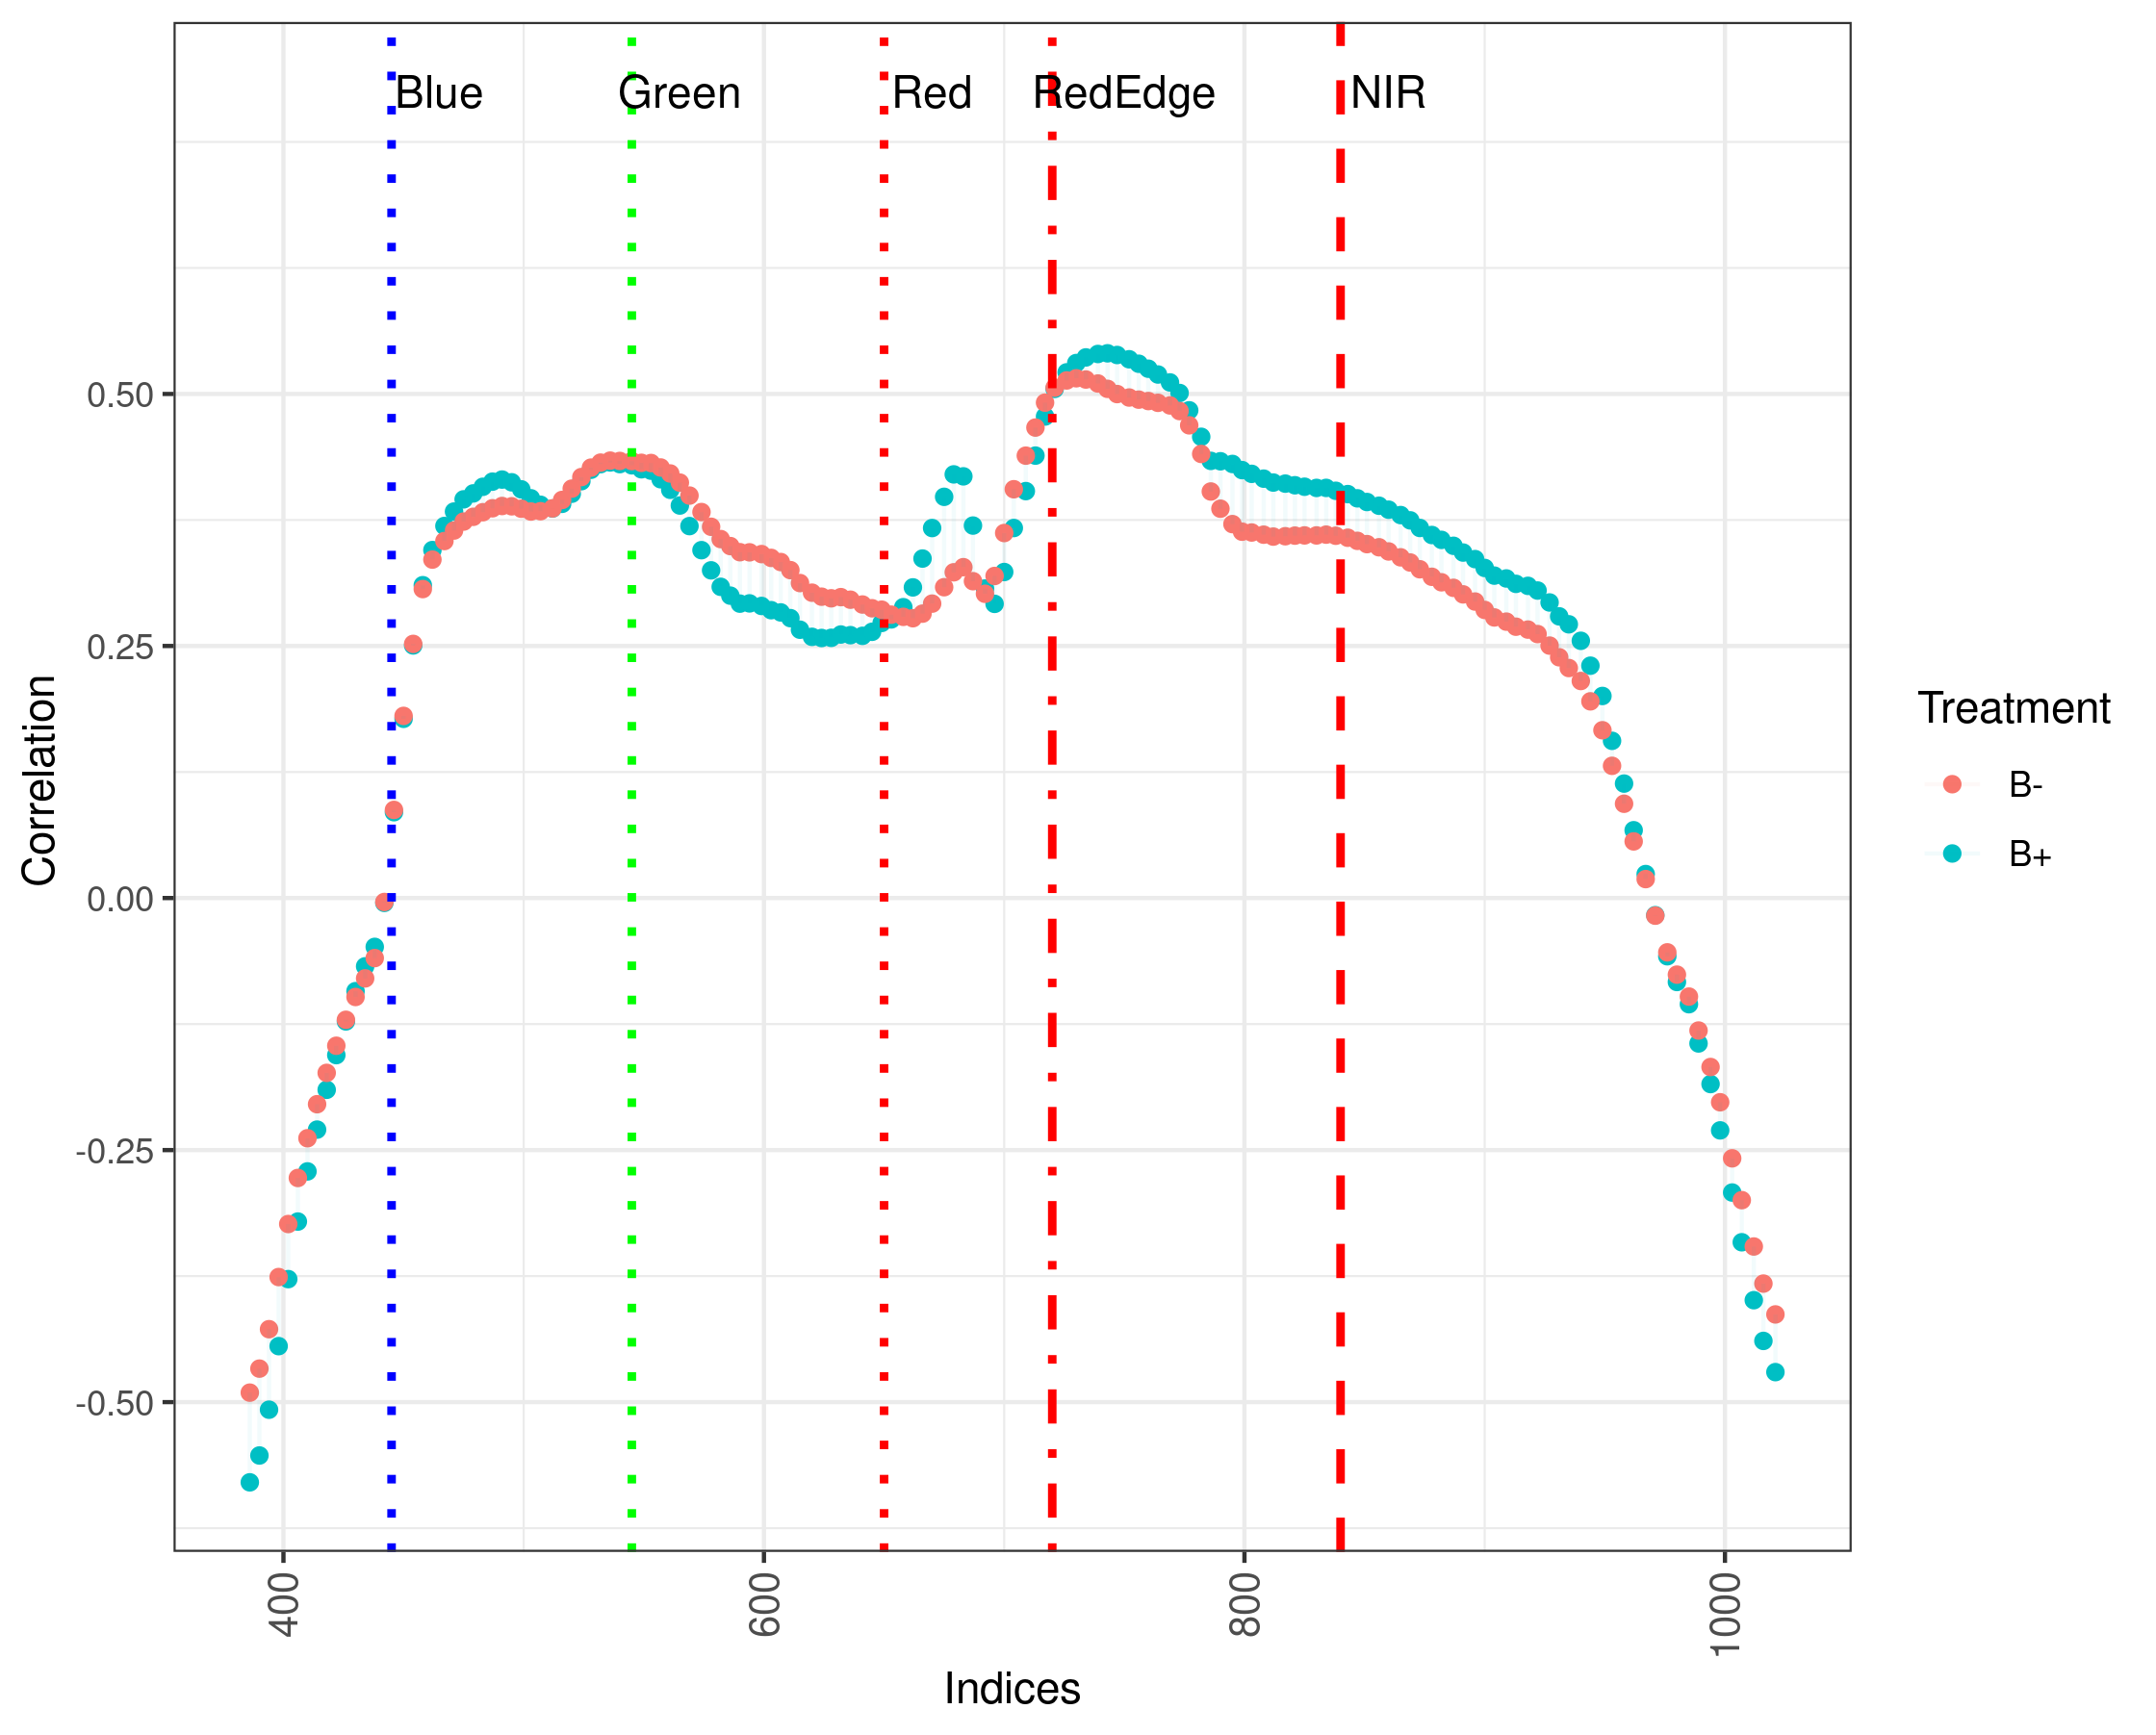 Blue Green Red RedEdge NIR
0.50
0.25
0.00
-0.25
-0.50
Correlation
400 600 800 1000
Indices
Treatment
B-
B+